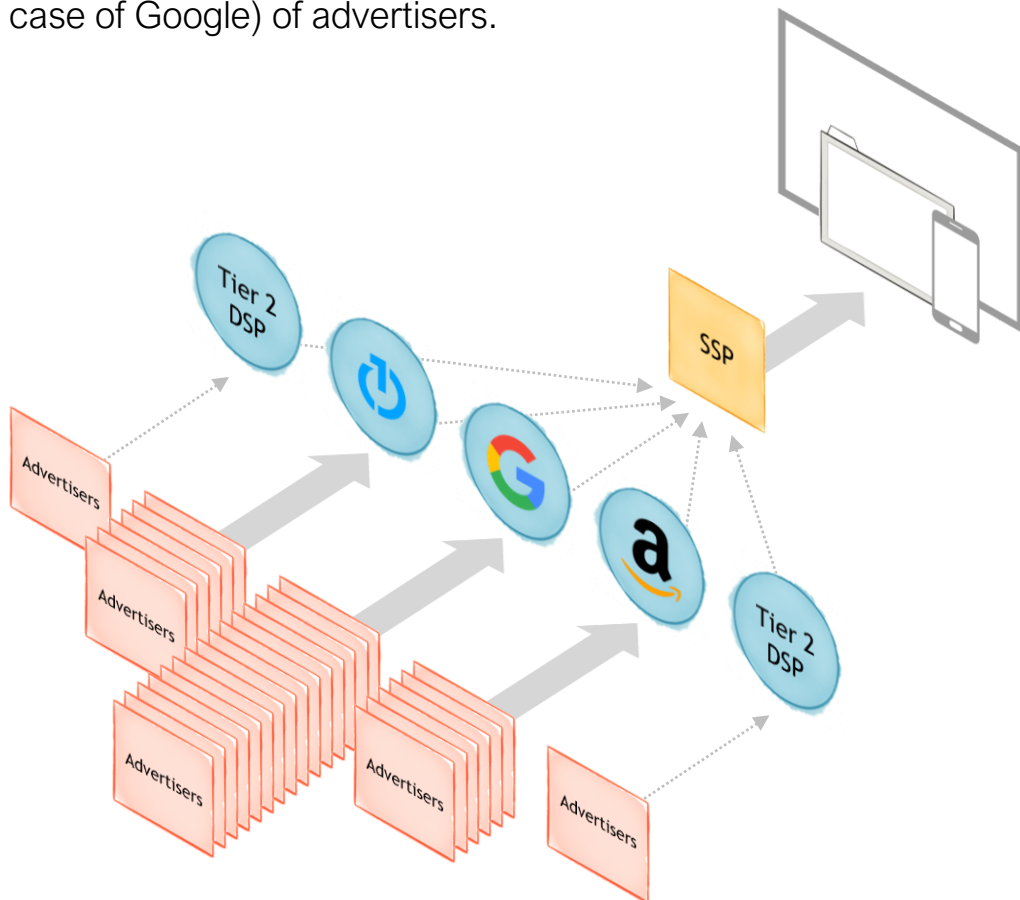 case of Google) of advertisers.
Tier 2
DSP
SSP
Advertisers
a
Advertisers
Tier 2
DSP
Advertisers
Advertisers
Advertisers